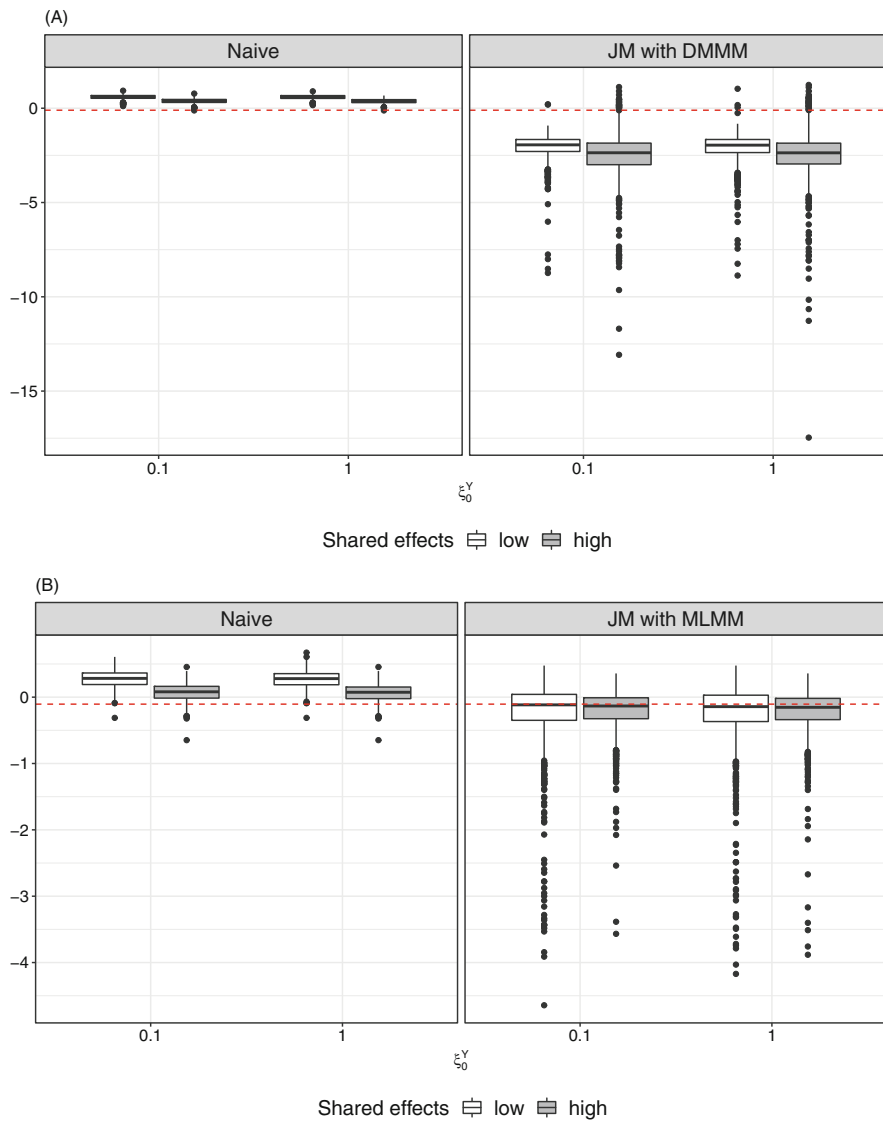 (A)
Naive JM with DMMM
0
−5
−10
−15
0.1 1 0.1 1
ξ₀ʸ
Shared effects low high
(B)
Naive JM with MLMM
0
−1
−2
−3
−4
0.1 1 0.1 1
ξ₀ʸ
Shared effects low high